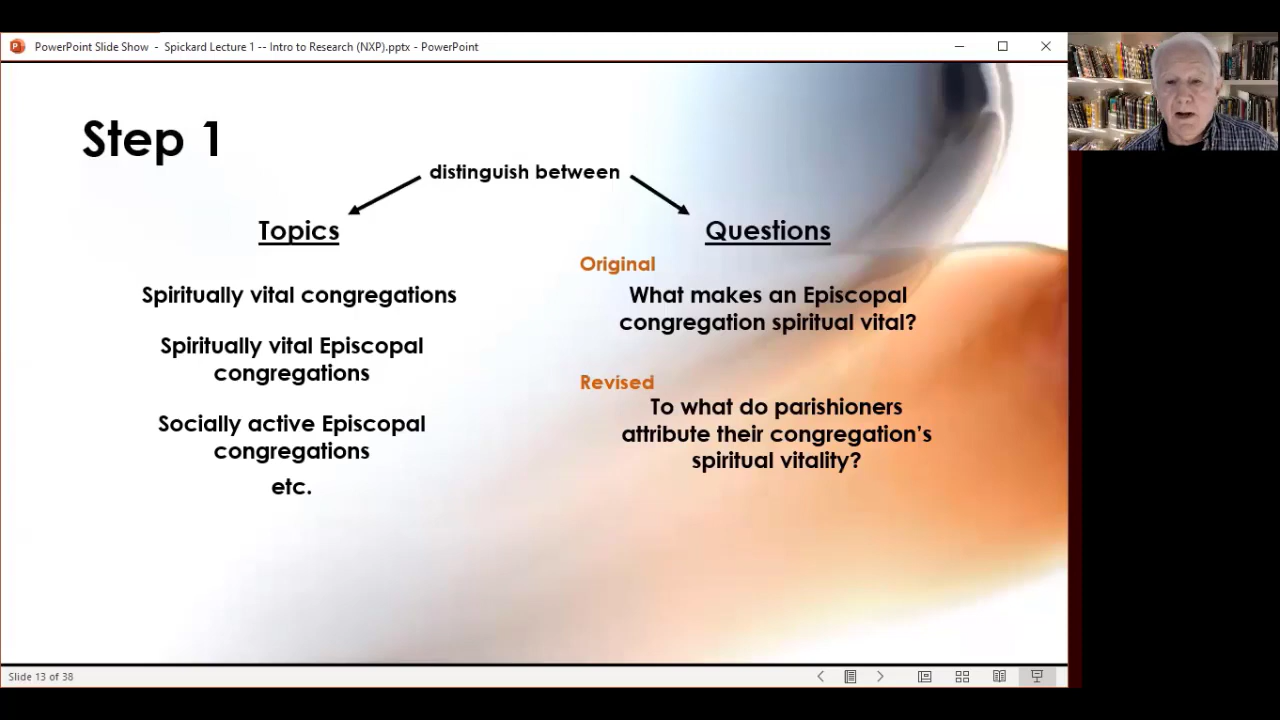 PowerPoint Slide Show - Spickard Lecture 1 -- Intro to Research (NXP).pptx - PowerPoint
Step 1
distinguish between
Topics
Spiritually vital congregations
Spiritually vital Episcopal
congregations
Socially active Episcopal
congregations
etc.
Questions
Original
What makes an Episcopal
congregation spiritual vital?
Revised
To what do parishioners
attribute their congregation's
spiritual vitality?
Slide 13 of 38